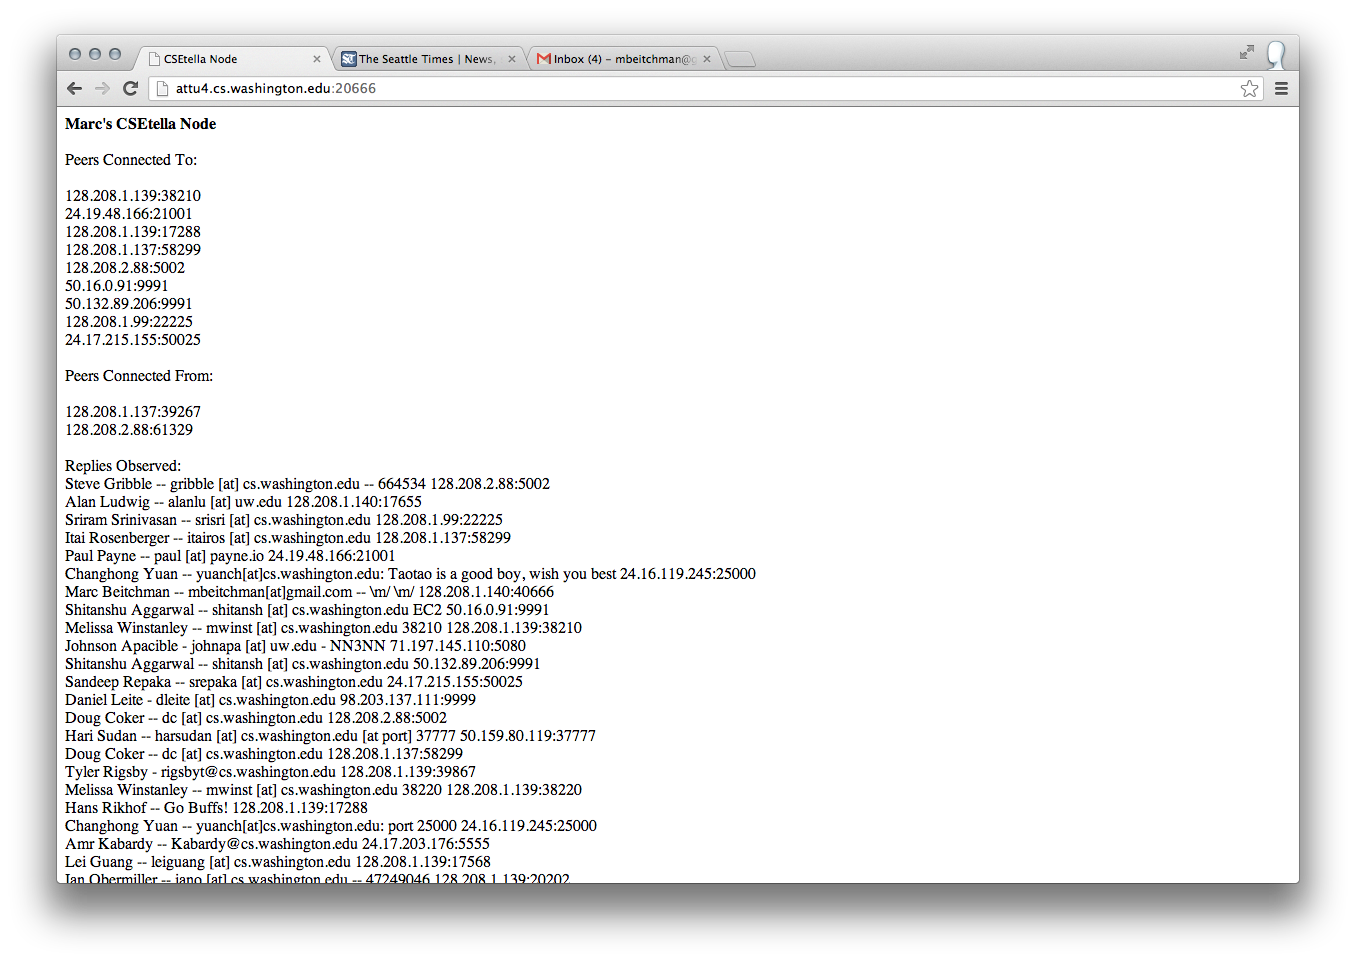 CSEtella Node
The Seattle Times | News,
Inbox (4) – mbeitchman@g
attu4.cs.washington.edu:20666
Marc's CSEtella Node
Peers Connected To:
128.208.1.139:38210
24.19.48.166:21001
128.208.1.139:17288
128.208.1.137:58299
128.208.2.88:5002
50.16.0.91:9991
50.132.89.206:9991
128.208.1.99:22225
24.17.215.155:50025
Peers Connected From:
128.208.1.137:39267
128.208.2.88:61329
Replies Observed:
Steve Gribble -- gribble [at] cs.washington.edu -- 664534 128.208.2.88:5002
Alan Ludwig -- alanlu [at] uw.edu 128.208.1.140:17655
Sriram Srinivasan -- srisri [at] cs.washington.edu 128.208.1.99:22225
Itai Rosenberger -- itairos [at] cs.washington.edu 128.208.1.137:58299
Paul Payne -- paul [at] payne.io 24.19.48.166:21001
Changhong Yuan -- yuanch[at]cs.washington.edu: Taotao is a good boy, wish you best 24.16.119.245:25000
Marc Beitchman -- mbeitchman[at]gmail.com -- \m/ \m/ 128.208.1.140:40666
Shitanshu Aggarwal -- shitansh [at] cs.washington.edu EC2 50.16.0.91:9991
Melissa Winstanley -- mwinst [at] cs.washington.edu 38210 128.208.1.139:38210
Johnson Apacible - johnapa [at] uw.edu - NN3NN 71.197.145.110:5080
Shitanshu Aggarwal -- shitansh [at] cs.washington.edu 50.132.89.206:9991
Sandeep Repaka -- srepaka [at] cs.washington.edu 24.17.215.155:50025
Daniel Leite - dleite [at] cs.washington.edu 98.203.137.111:9999
Doug Coker -- dc [at] cs.washington.edu 128.208.2.88:5002
Hari Sudan -- harsudan [at] cs.washington.edu [at port] 37777 50.159.80.119:37777
Doug Coker -- dc [at] cs.washington.edu 128.208.1.137:58299
Tyler Rigsby - rigsbyt@cs.washington.edu 128.208.1.139:39867
Melissa Winstanley -- mwinst [at] cs.washington.edu 38220 128.208.1.139:38220
Hans Rikhof -- Go Buffs! 128.208.1.139:17288
Changhong Yuan -- yuanch[at]cs.washington.edu: port 25000 24.16.119.245:25000
Amr Kabardy -- Kabardy@cs.washington.edu 24.17.203.176:5555
Lei Guang -- leiguang [at] cs.washington.edu 128.208.1.139:17568
Ian Obermiller -- iano [at] cs.washington.edu -- 47249046 128.208.1.139:20202